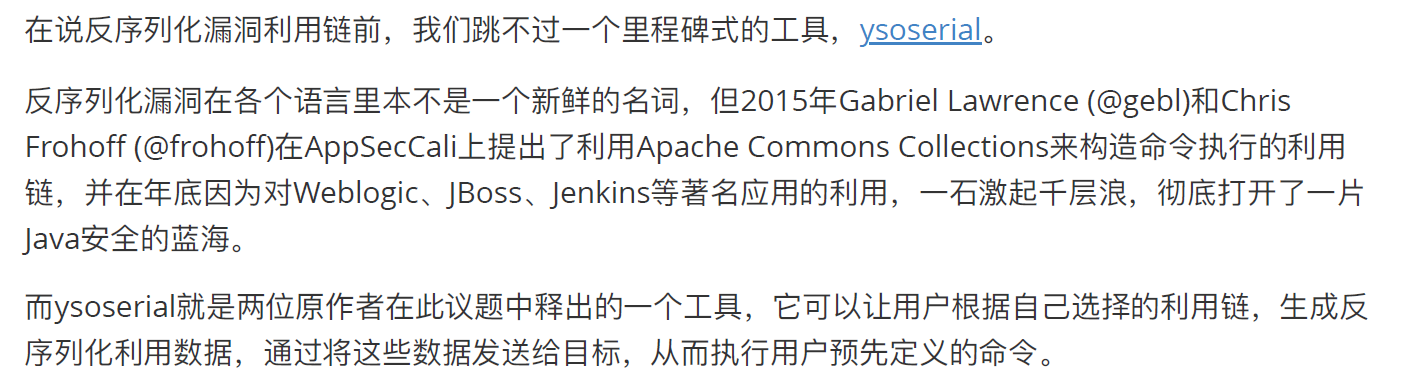 在说反序列化漏洞利用链前，我们跳不过一个里程碑式的工具，ysoserial。
反序列化漏洞在各个语言里本不是一个新鲜的名词，但2015年Gabriel Lawrence (@gebl)和Chris
Frohoff (@frohoff)在AppSecCali上提出了利用Apache Commons Collections来构造命令执行的利用
链，并在年底因为对Weblogic、JBoss、Jenkins等著名应用的利用，一石激起千层浪，彻底打开了一片
Java安全的蓝海。
而ysoserial就是两位原作者在此议题中释出的一个工具，它可以让用户根据自己选择的利用链，生成反
序列化利用数据，通过将这些数据发送给目标，从而执行用户预先定义的命令。